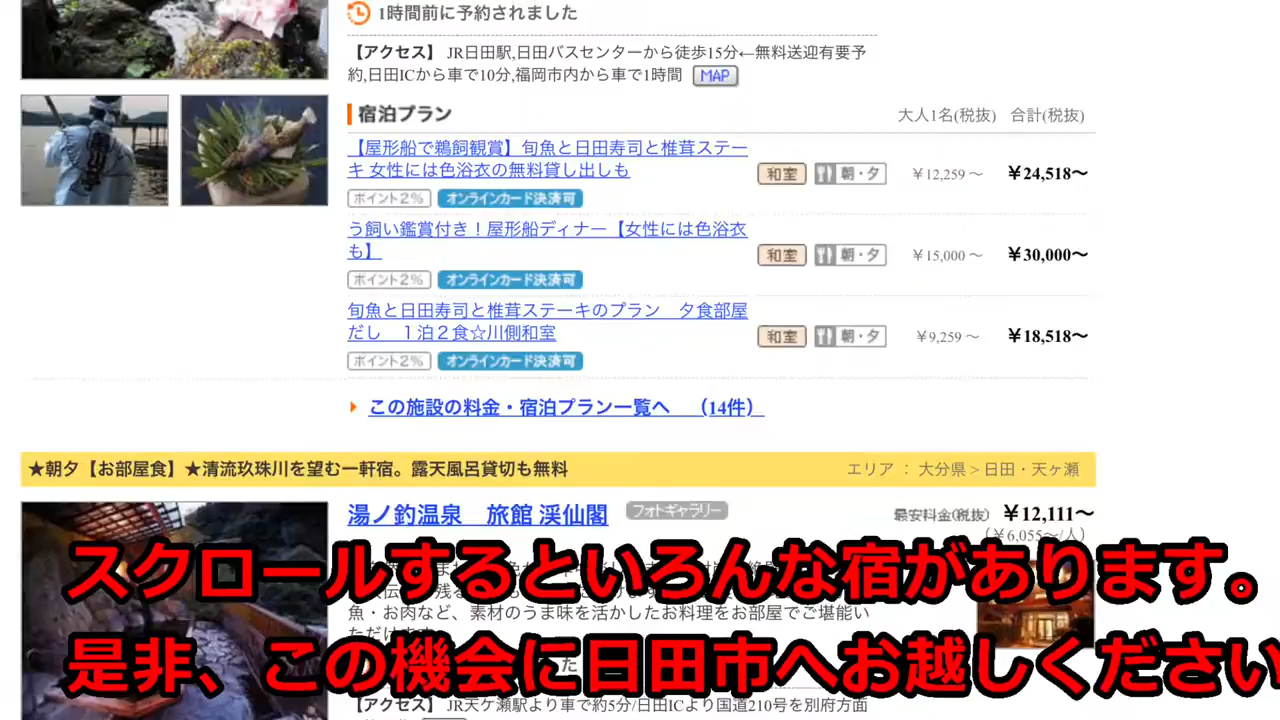 1時間前に予約されました
【アクセス】 JR日田駅,日田バスセンターから徒歩15分←無料送迎有要予
約,日田ICから車で10分,福岡市内から車で1時間 MAP
宿泊プラン 大人1名(税抜) 合計(税抜)
【屋形船で鵜飼観賞】旬魚と日田寿司と椎茸ステー
キ 女性には色浴衣の無料貸し出しも
和室 朝・夕 ¥12,259～ ¥24,518～
ポイント2% オンラインカード決済可
う飼い鑑賞付き！屋形船ディナー【女性には色浴衣
も】
和室 朝・夕 ¥15,000～ ¥30,000～
ポイント2% オンラインカード決済可
旬魚と日田寿司と椎茸ステーキのプラン 夕食部屋
だし １泊２食☆川側和室
和室 朝・夕 ¥9,259～ ¥18,518～
ポイント2% オンラインカード決済可
この施設の料金・宿泊プラン一覧へ （14件）
★朝夕【お部屋食】★清流玖珠川を望む一軒宿。露天風呂貸切も無料 エリア ： 大分県＞日田・天ヶ瀬
湯ノ釣温泉 旅館 渓仙閣 フォトギャラリー 最安料金(税抜) ¥12,111～
(¥6,055～/人)
スクロールするといろんな宿があります。
魚・お肉など、素材のうま味を活かしたお料理をお部屋でご堪能い
ただけます。
是非、この機会に日田市へお越しください
【アクセス】 JR天ケ瀬駅より車で約5分/日田ICより国道210号を別府方面